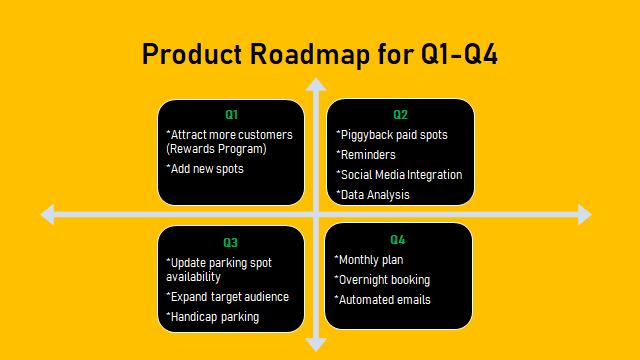 Product Roadmap for Q1-Q4
Q1
*Attract more customers
(Rewards Program)
*Add new spots
Q2
*Piggyback paid spots
*Reminders
*Social Media Integration
*Data Analysis
Q3
*Update parking spot
availability
*Expand target audience
*Handicap parking
Q4
*Monthly plan
*Overnight booking
*Automated emails